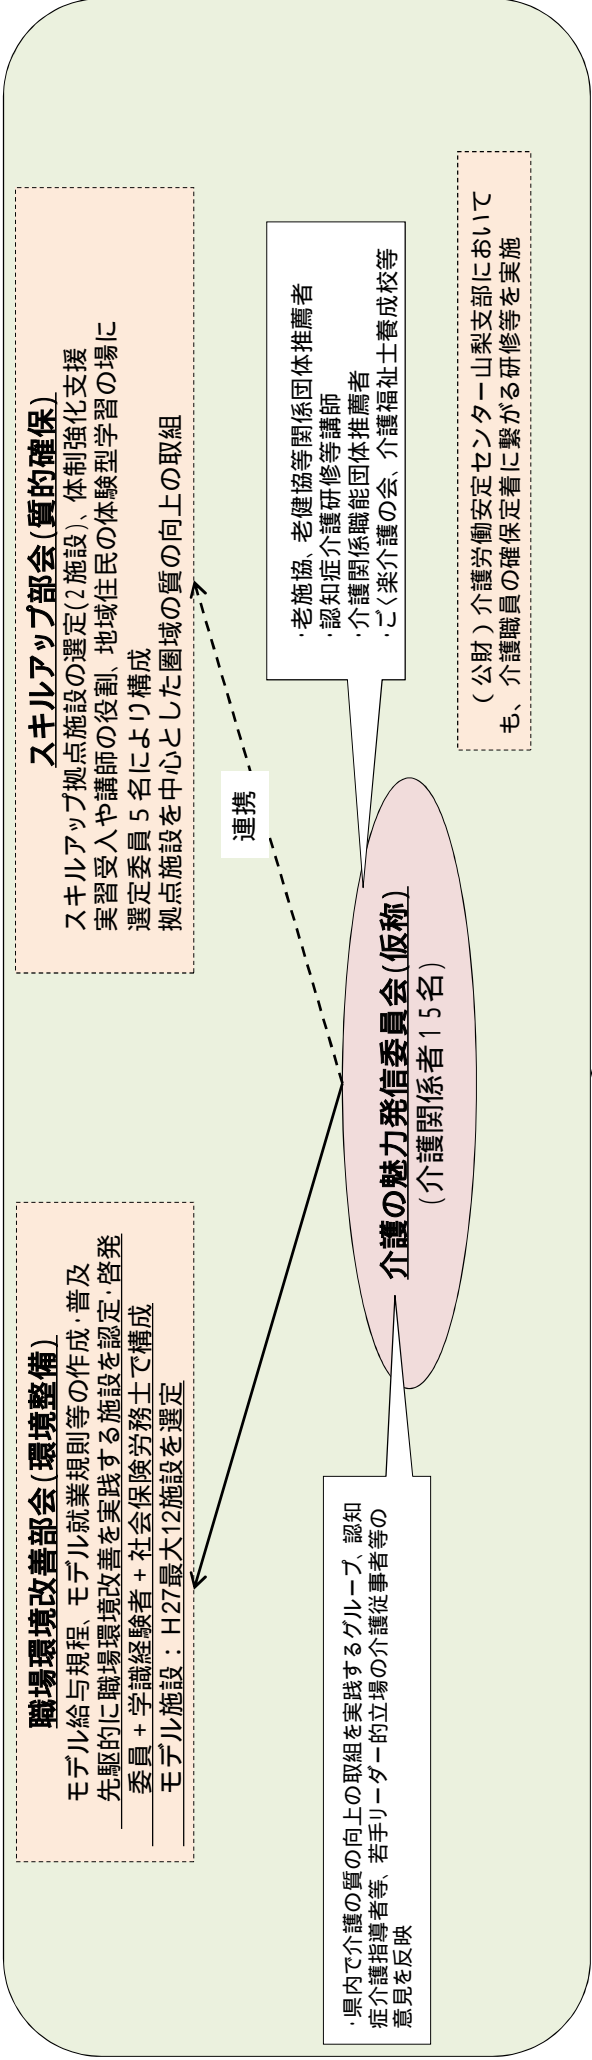 職場環境改善部会(環境整備)
モデル給与規程、モデル就業規則等の作成・普及
先駆的に職場環境改善を実践する施設を認定・啓発
委員＋学識経験者＋社会保険労務士で構成
モデル施設：H27最大12施設を選定
スキルアップ部会(質的確保)
スキルアップ拠点施設の選定(2施設)、体制強化支援
実習受入や講師の役割、地域住民の体験型学習の場に
選定委員５名により構成
拠点施設を中心とした圏域の質の向上の取組
連携
・県内で介護の質の向上の取組を実践するグループ、認知
症介護指導者等、若手リーダー的立場の介護従事者等の
意見を反映
介護の魅力発信委員会(仮称)
(介護関係者１５名)
・老施協、老健協等関係団体推薦者
・認知症介護研修等講師
・介護関係職能団体推薦者
・ごく楽介護の会、介護福祉士養成校等
（公財）介護労働安定センター山梨支部において
も、介護職員の確保定着に繋がる研修等を実施